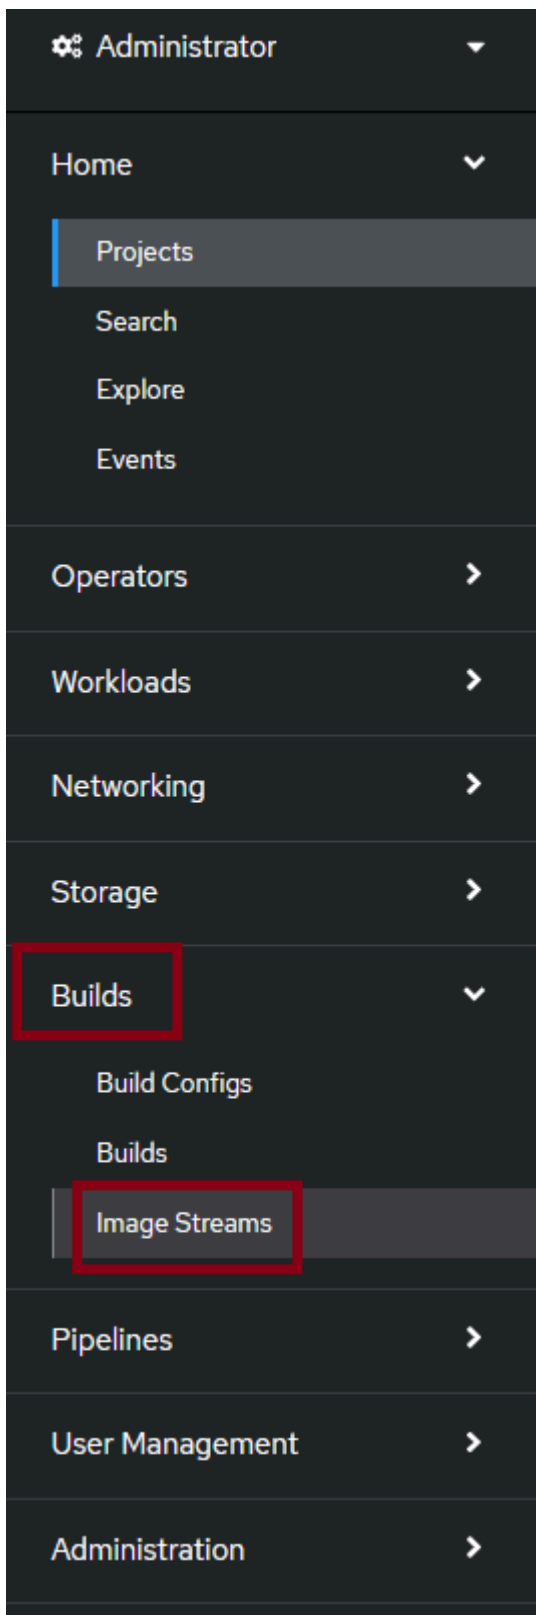 Administrator
Home
Projects
Search
Explore
Events
Operators
Workloads
Networking
Storage
Builds
Build Configs
Builds
Image Streams
Pipelines
User Management
Administration